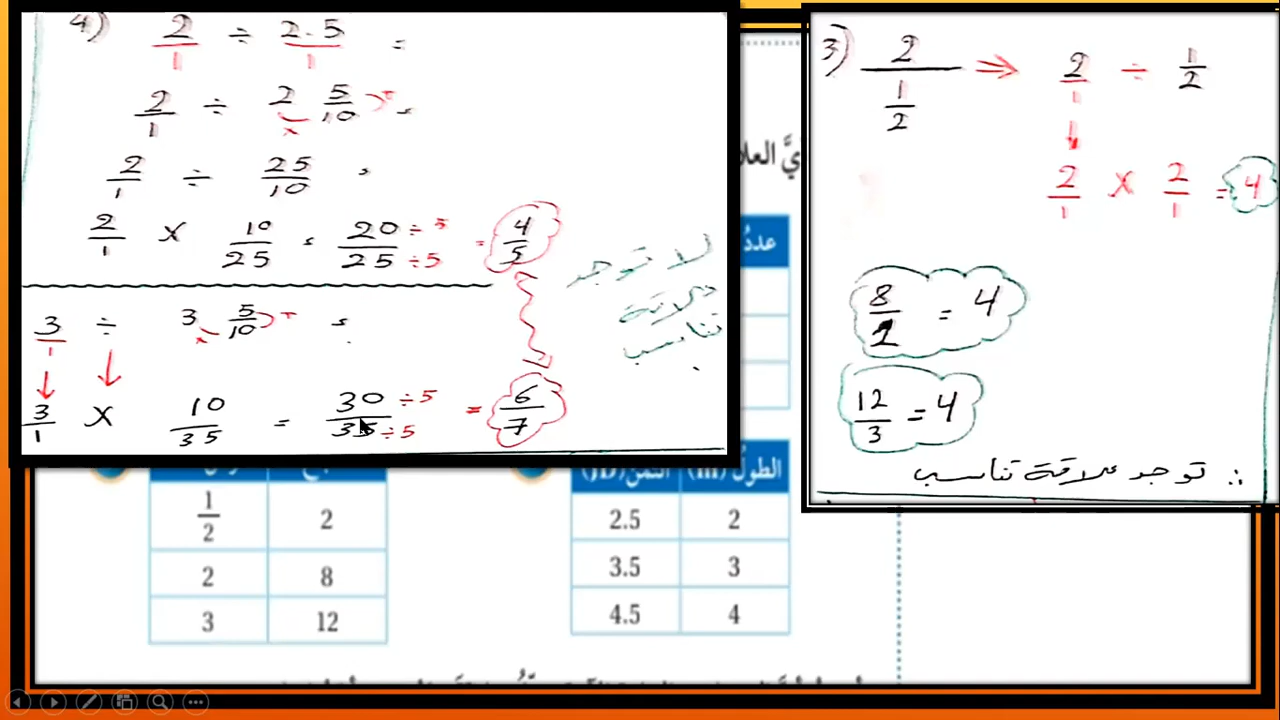 4) 2/1 ÷ 2.5/1 =
2/1 ÷ 2 5/10 =
2/1 ÷ 25/10 =
2/1 × 10/25 = 20/25 ÷5 ÷5 = 4/5
3/1 ÷ 3 5/10 =
3/1 × 10/35 = 30/35 ÷5 ÷5 = 6/7
لا توجد
علاقة
تناسب
3) 2 / 1/2 ⇒ 2/1 ÷ 1/2
2/1 × 2/1 = 4
8/2 = 4
12/3 = 4
∴ توجد علاقة تناسب
عددُ
الطولُ (m) الثمنُ (JD)
2 2.5
3 3.5
4 4.5
2 1/2
8 2
12 3